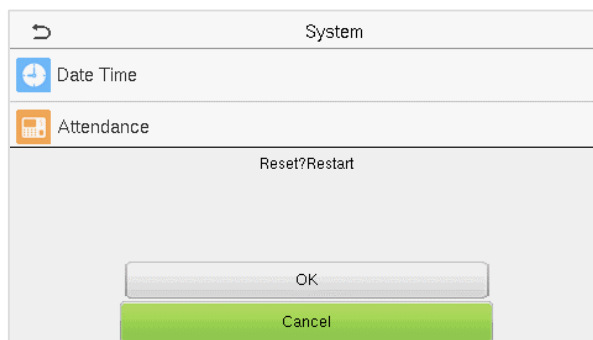 System
Date Time
Attendance
Reset?Restart
OK
Cancel